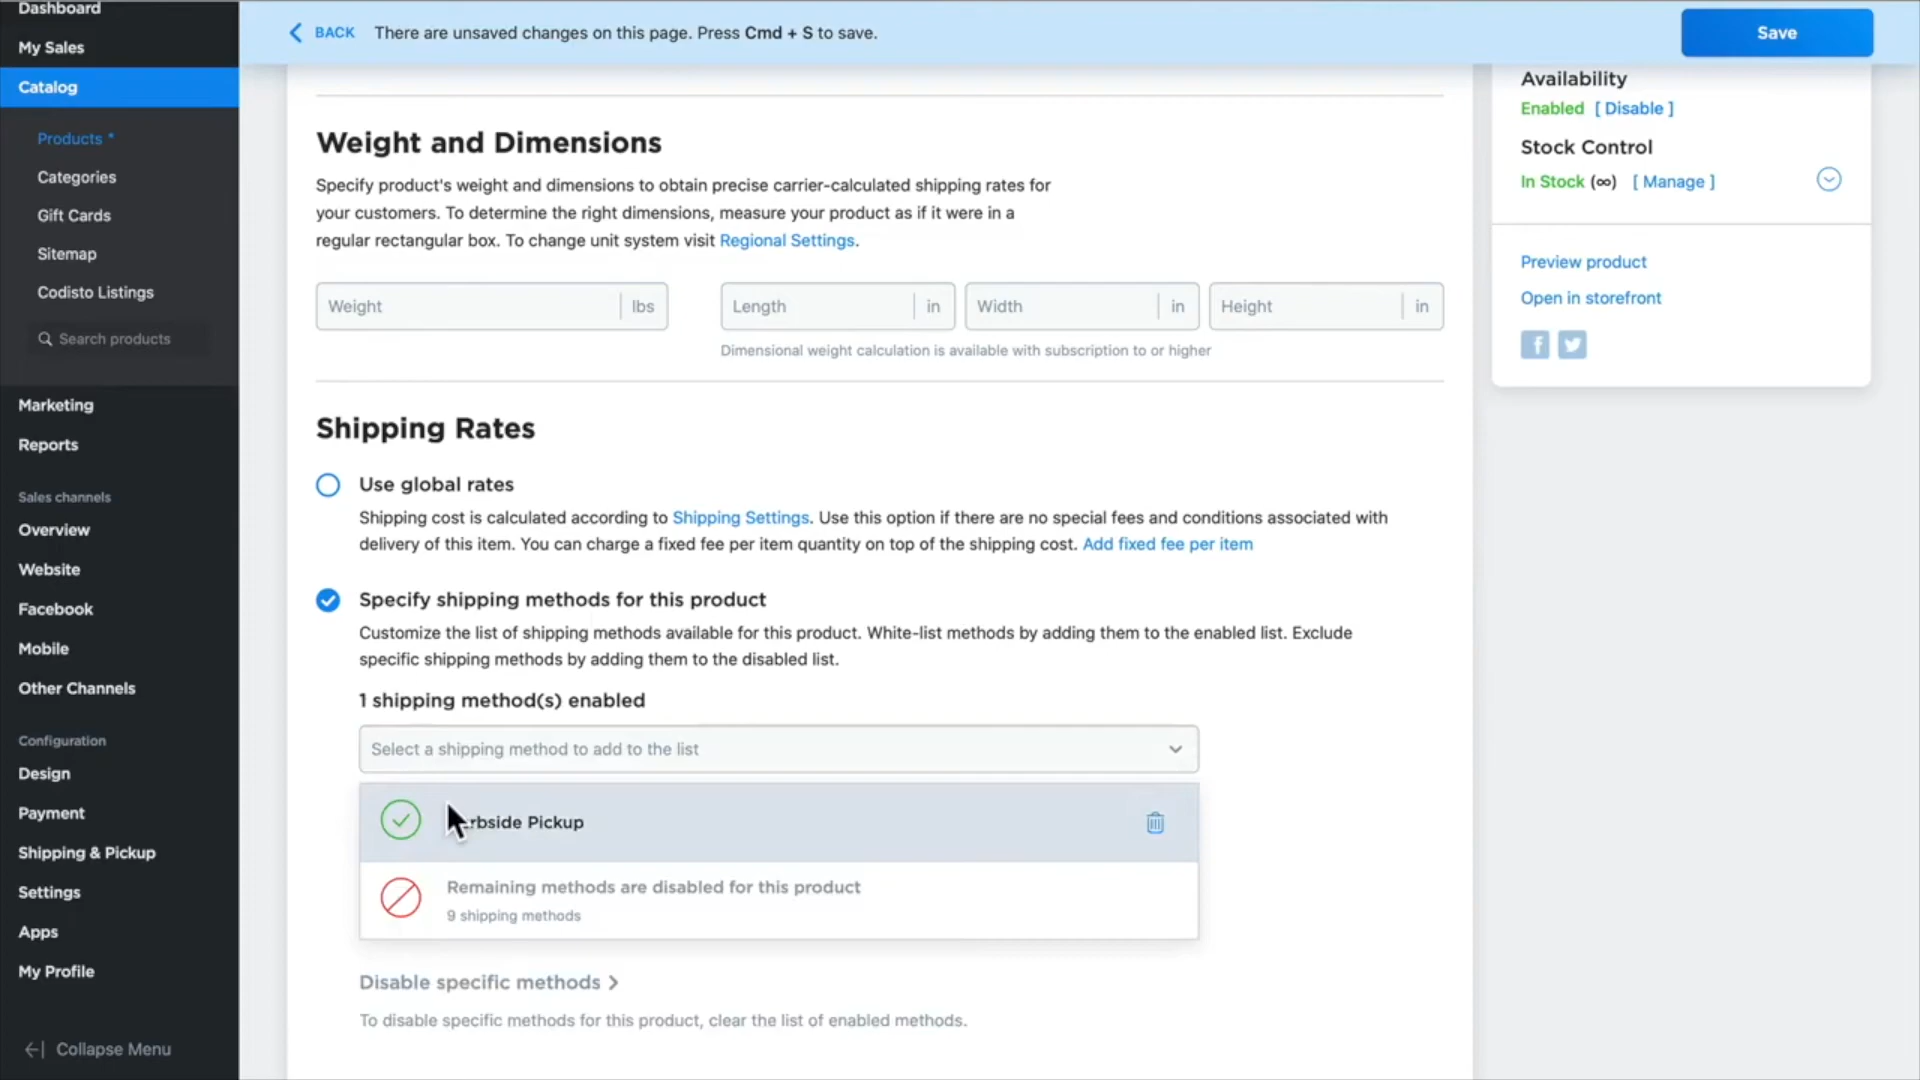 Dashboard
My Sales
Catalog
Products *
Categories
Gift Cards
Sitemap
Codisto Listings
Search products
Marketing
Reports
Sales channels
Overview
Website
Facebook
Mobile
Other Channels
Configuration
Design
Payment
Shipping & Pickup
Settings
Apps
My Profile
Collapse Menu
BACK There are unsaved changes on this page. Press Cmd + S to save.
Save
Weight and Dimensions
Specify product's weight and dimensions to obtain precise carrier-calculated shipping rates for
your customers. To determine the right dimensions, measure your product as if it were in a
regular rectangular box. To change unit system visit Regional Settings.
Weight lbs Length in Width in Height in
Dimensional weight calculation is available with subscription to or higher
Shipping Rates
Use global rates
Shipping cost is calculated according to Shipping Settings. Use this option if there are no special fees and conditions associated with
delivery of this item. You can charge a fixed fee per item quantity on top of the shipping cost. Add fixed fee per item
Specify shipping methods for this product
Customize the list of shipping methods available for this product. White-list methods by adding them to the enabled list. Exclude
specific shipping methods by adding them to the disabled list.
1 shipping method(s) enabled
Select a shipping method to add to the list
rbside Pickup
Remaining methods are disabled for this product
9 shipping methods
Disable specific methods >
To disable specific methods for this product, clear the list of enabled methods.
Availability
Enabled [ Disable ]
Stock Control
In Stock (∞) [ Manage ]
Preview product
Open in storefront